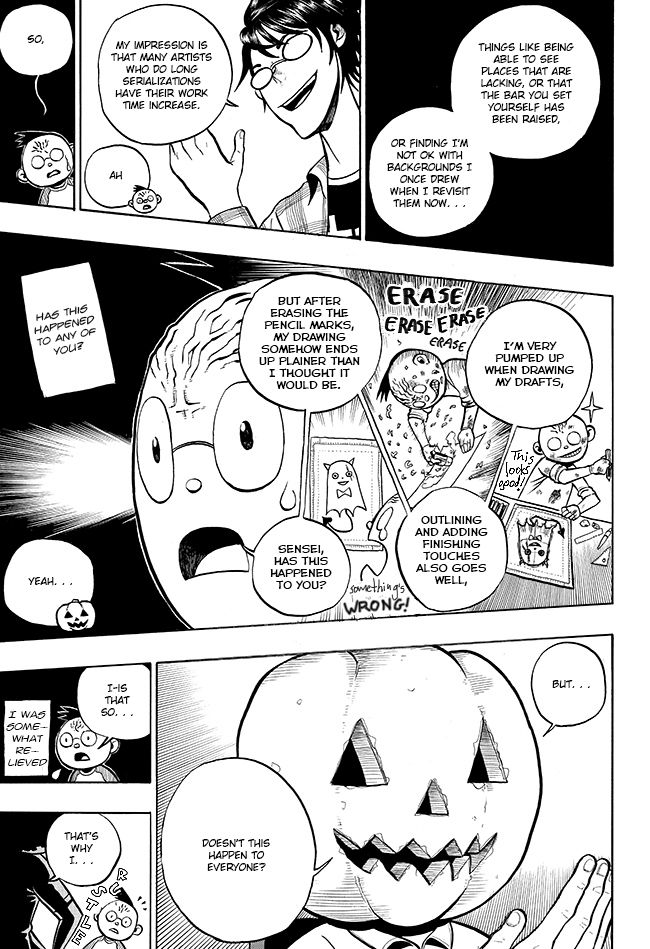 THINGS LIKE BEING
ABLE TO SEE
PLACES THAT ARE
LACKING, OR THAT
THE BAR YOU SET
YOURSELF HAS
BEEN RAISED,
OR FINDING I'M
NOT OK WITH
BACKGROUNDS I
ONCE DREW
WHEN I REVISIT
THEM NOW. . .
MY IMPRESSION IS
THAT MANY ARTISTS
WHO DO LONG
SERIALIZATIONS
HAVE THEIR WORK
TIME INCREASE.
AH
SO,
I'M VERY
PUMPED UP
WHEN DRAWING
MY DRAFTS,
This
looks
good!
OUTLINING
AND ADDING
FINISHING
TOUCHES
ALSO GOES
WELL,
ERASE
ERASE ERASE
ERASE
BUT AFTER
ERASING THE
PENCIL MARKS,
MY DRAWING
SOMEHOW ENDS
UP PLAINER THAN
I THOUGHT IT
WOULD BE.
something's
WRONG!
SENSEI,
HAS THIS
HAPPENED
TO YOU?
HAS THIS
HAPPENED
TO ANY OF
YOU?
YEAH. . .
BUT. . .
DOESN'T THIS
HAPPEN TO
EVERYONE?
I-IS
THAT
SO. . .
I WAS
SOME-
WHAT
RE-
LIEVED
THAT'S
WHY
I. . .
RUSTLE